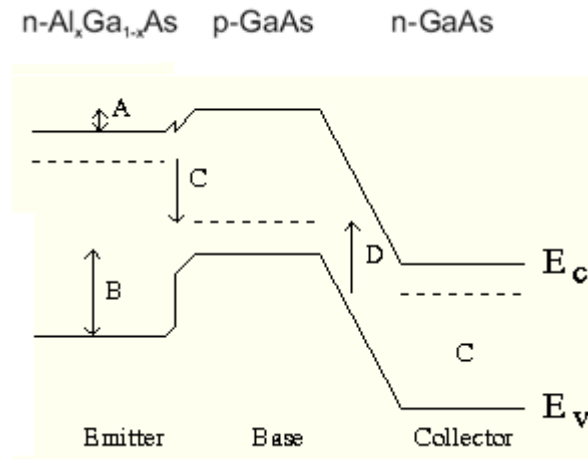 n-AlₓGa₁₋ₓAs p-GaAs n-GaAs
A
C
B
D
E c
C
E v
Emitter Base Collector